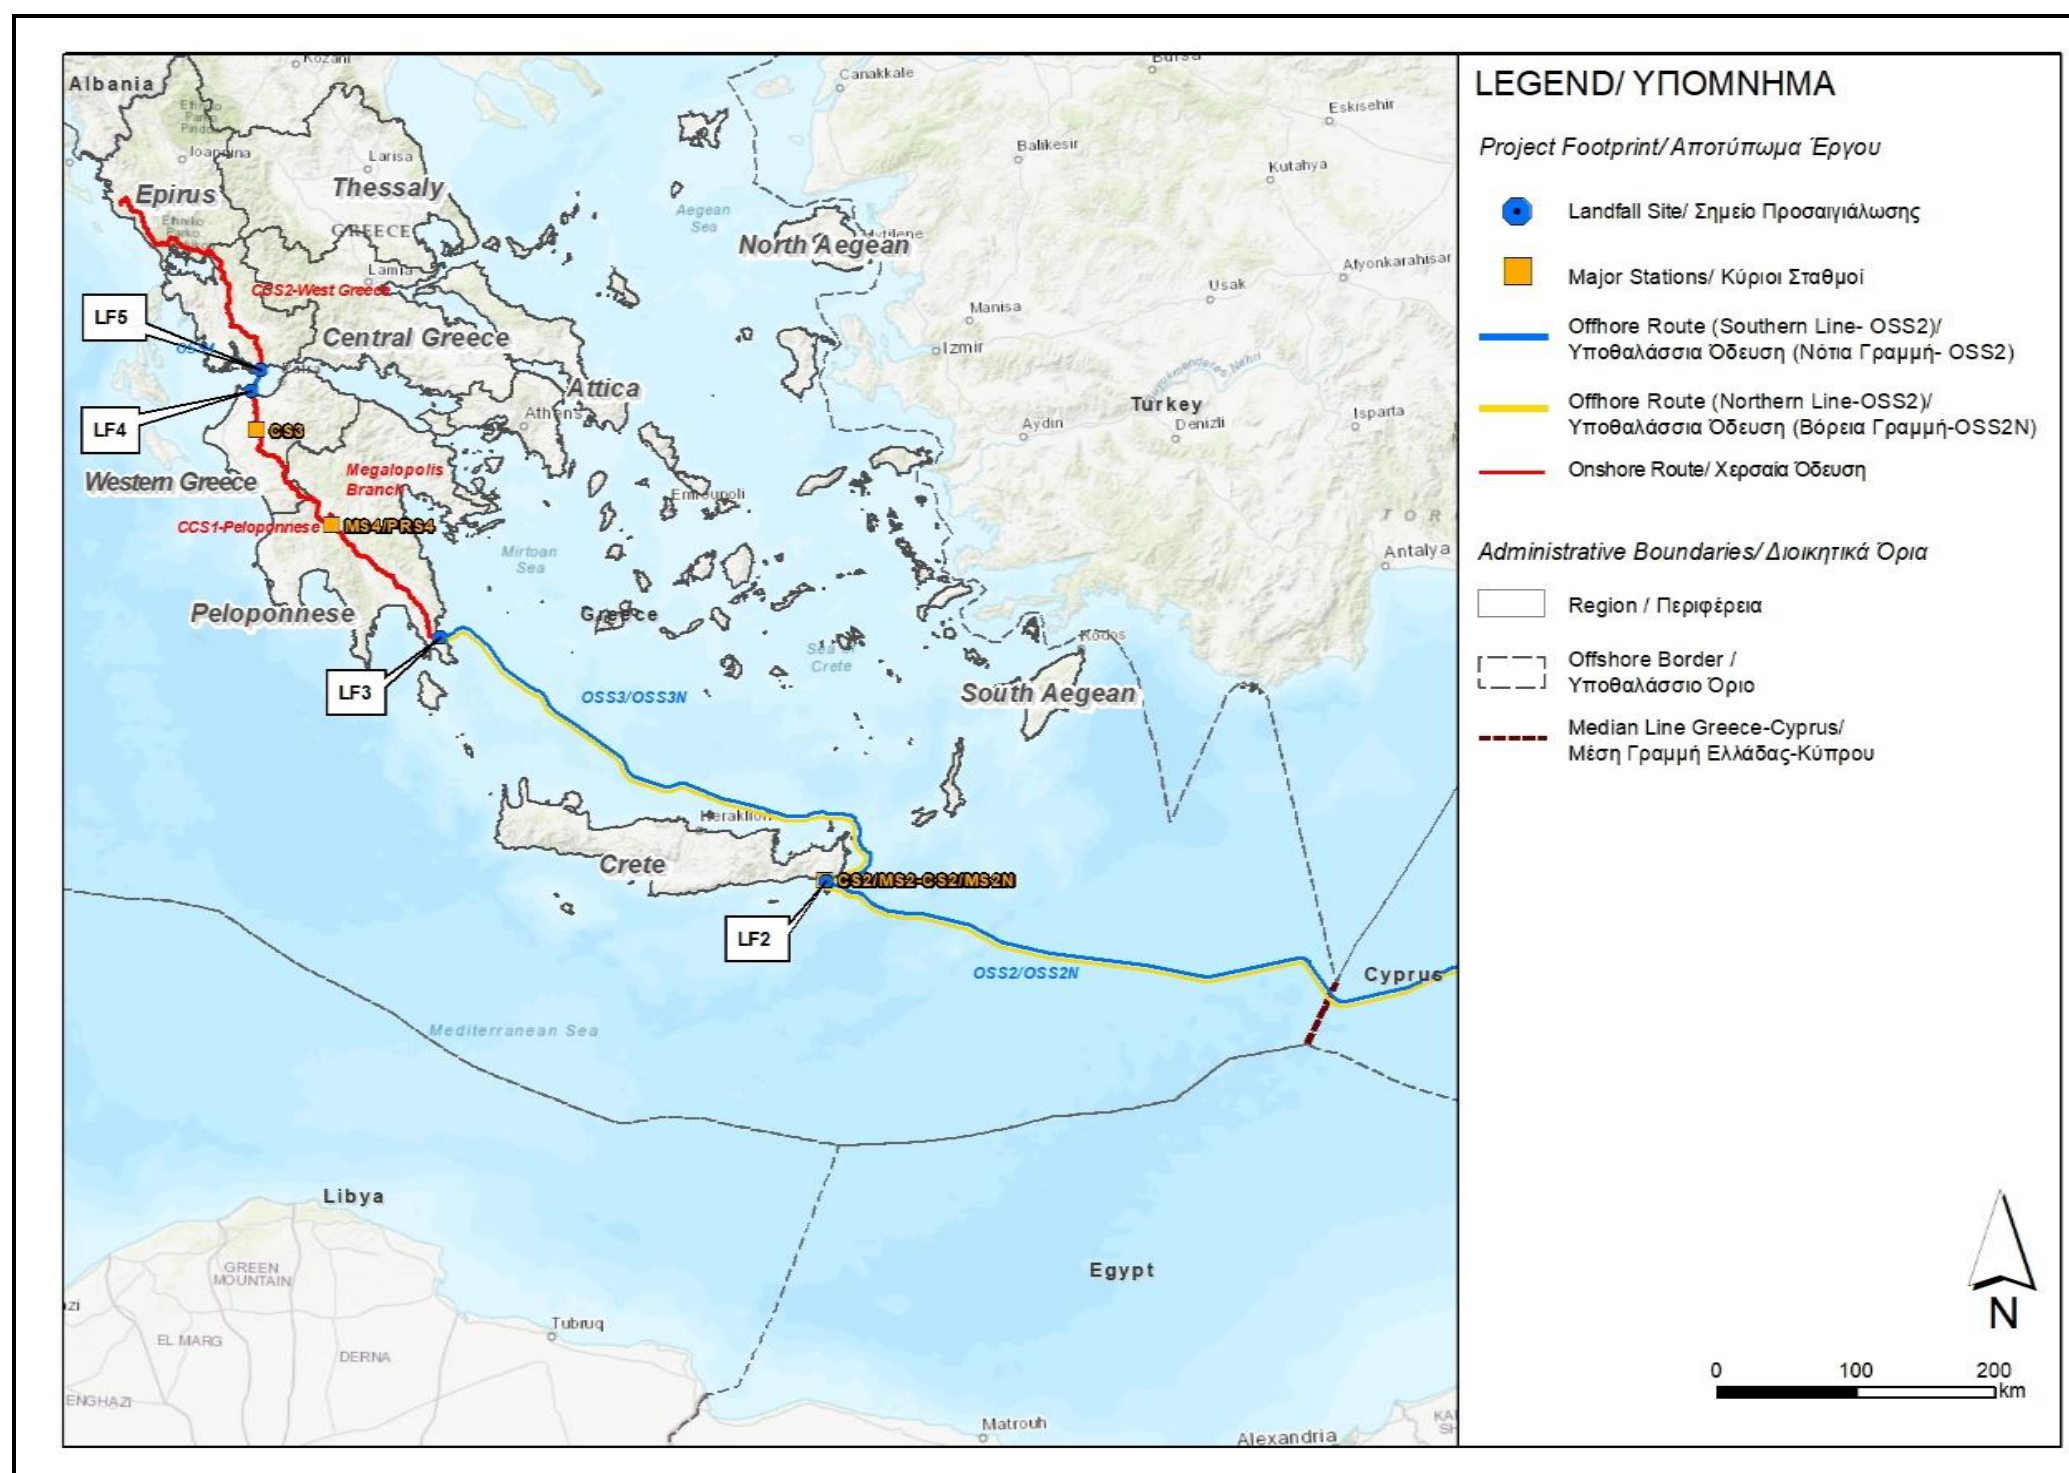 Albania
Kozani
Canakkale
Bursa
Eskisehir
Ioannina
Larisa
Balikesir
Kutahya
Epirus
Thessaly
Aegean
Sea
GREECE
North Aegean
Lamia
Afyonkarahisar
CSS2-West Greece
Usak
Manisa
LF5
Central Greece
Izmir
Attica
Turkey
Athens
Aydin
Denizli
Isparta
LF4
CS3
Western Greece
Megalopolis
Branch
Ermoupoli
CCS1-Peloponnese
MS4/PRS4
Mirtoan
Sea
Antalya
Peloponnese
Greece
Rodos
Sea of
Crete
LF3
OSS3/OSS3N
South Aegean
Heraklion
Crete
CS2/MS2-CS2/MS2N
LF2
OSS2/OSS2N
Cyprus
Mediterranean Sea
Libya
GREEN
MOUNTAIN
Egypt
EL MARG
Tubruq
DERNA
ENGHAZI
Matrouh
Alexandria
LEGEND/ ΥΠΟΜΝΗΜΑ
Project Footprint/ Αποτύπωμα Έργου
Landfall Site/ Σημείο Προσαιγιάλωσης
Major Stations/ Κύριοι Σταθμοί
Offhore Route (Southern Line- OSS2)/
Υποθαλάσσια Όδευση (Νότια Γραμμή- OSS2)
Offhore Route (Northern Line-OSS2)/
Υποθαλάσσια Όδευση (Βόρεια Γραμμή-OSS2N)
Onshore Route/ Χερσαία Όδευση
Administrative Boundaries/ Διοικητικά Όρια
Region / Περιφέρεια
Offshore Border /
Υποθαλάσσιο Όριο
Median Line Greece-Cyprus/
Μέση Γραμμή Ελλάδας-Κύπρου
N
0 100 200
km